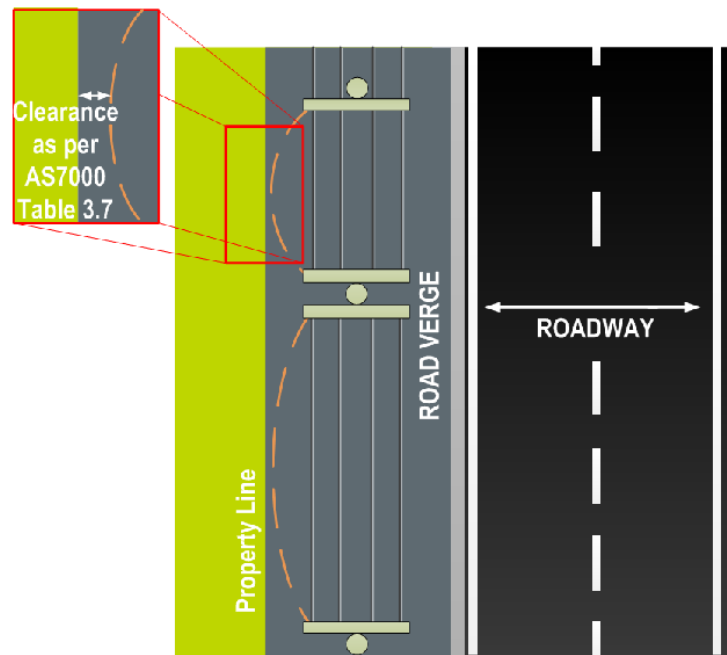 Clearance
as per
AS7000
Table 3.7
ROADWAY
ROAD VERGE
Property Line